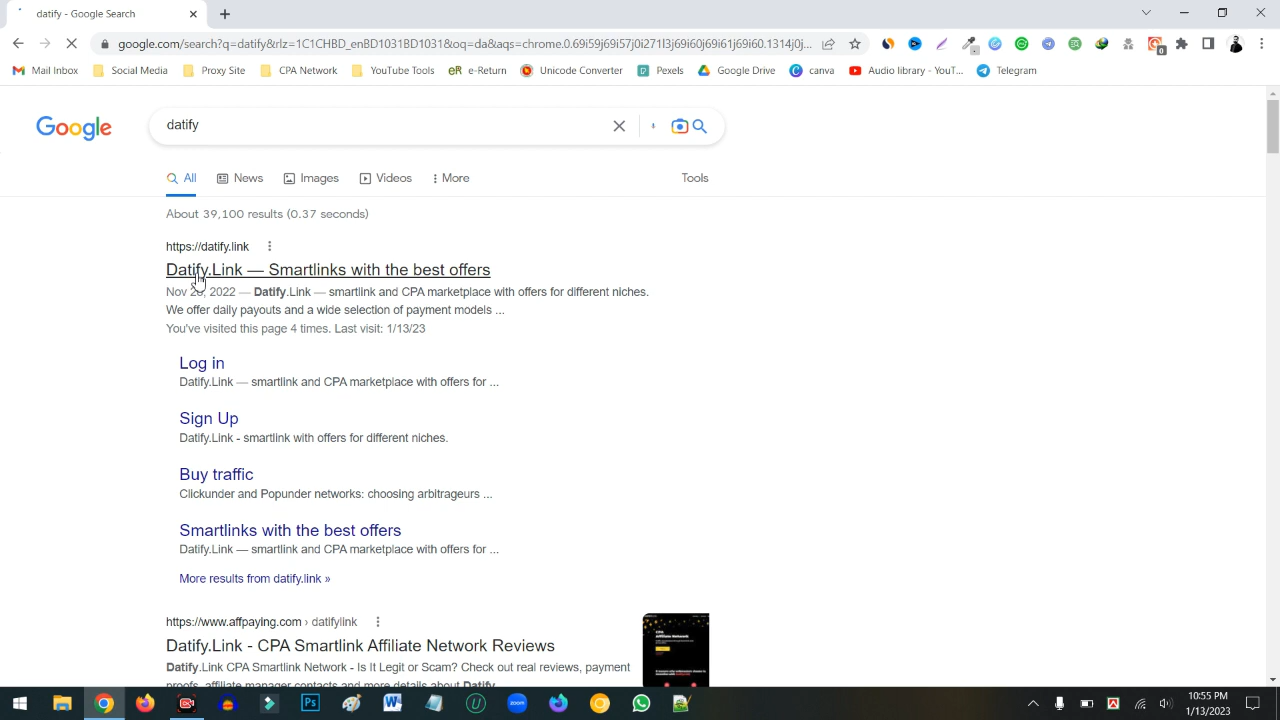 datify - Google Search
google.com/search?q=datify&rlz=1C1CHBD_enBD1031BD1031&oq=da&aqs=chrome.0.69i59j69i57j0i271l3j69i60j69i61j69i60.1314j0j...
Mail Inbox Social Media Proxy Site CPA Network YouTube Tools e-Return Unicode Converter Pexels Google Drive canva Audio library - YouT... Telegram
Google
datify
All News Images Videos More Tools
About 39,100 results (0.37 seconds)
https://datify.link
Datify.Link — Smartlinks with the best offers
Nov 2, 2022 — Datify.Link — smartlink and CPA marketplace with offers for different niches.
We offer daily payouts and a wide selection of payment models ...
You've visited this page 4 times. Last visit: 1/13/23
Log in
Datify.Link — smartlink and CPA marketplace with offers for ...
Sign Up
Datify.Link - smartlink with offers for different niches.
Buy traffic
Clickunder and Popunder networks: choosing arbitrageurs ...
Smartlinks with the best offers
Datify.Link — smartlink and CPA marketplace with offers for ...
More results from datify.link »
https://www.affpaying.com › datifylink
Datify.Link - CPA Smartlink Affiliate Network Reviews
Datify.Link CPA Smartlink Network - Is It Legit or Scam? Check out real reviews, payment
CPA
Affiliate Network
10:55 PM
1/13/2023